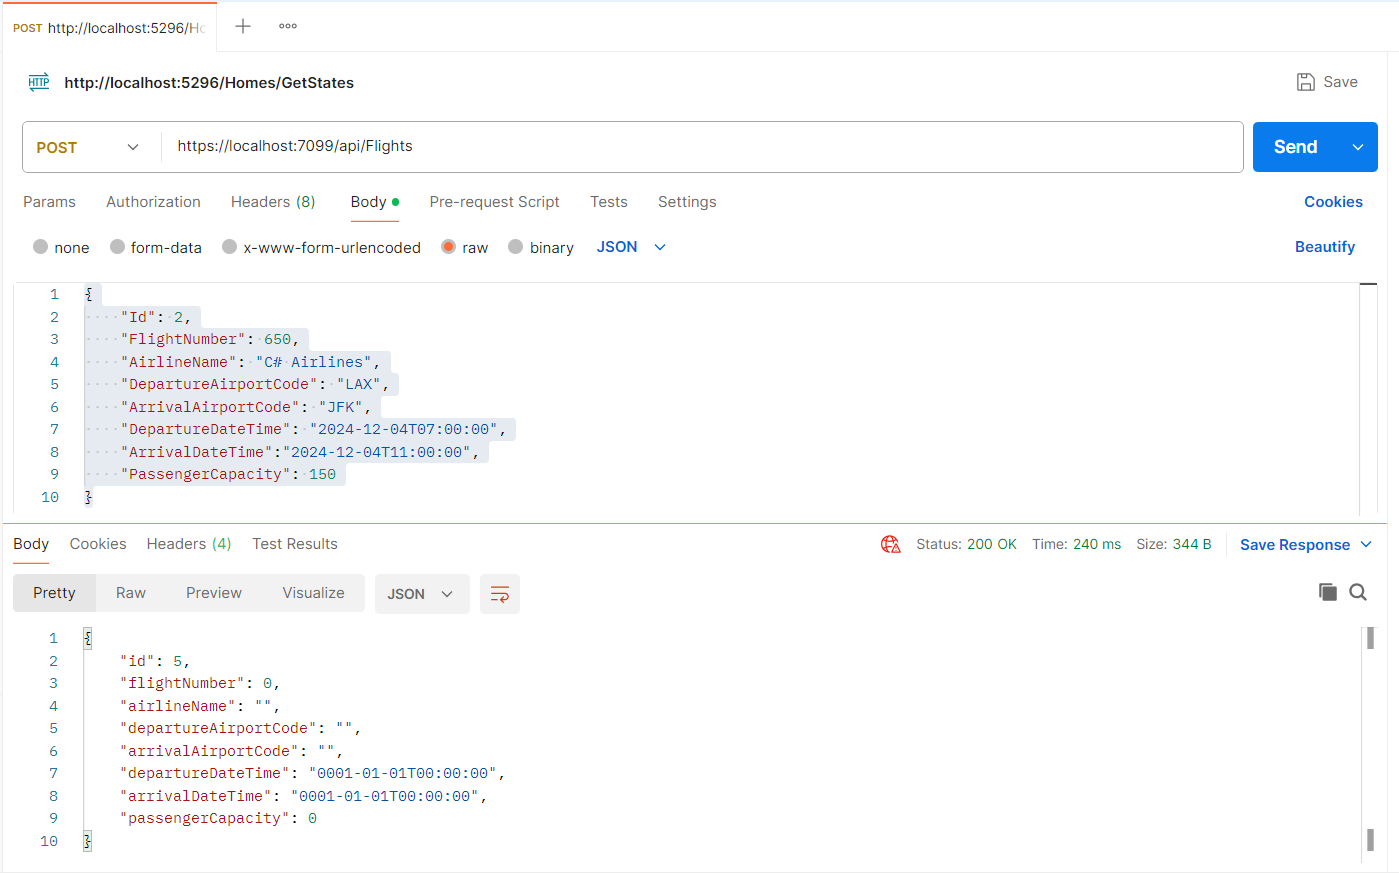 POST http://localhost:5296/Ho
HTTP http://localhost:5296/Homes/GetStates Save
POST https://localhost:7099/api/Flights Send
Params Authorization Headers (8) Body Pre-request Script Tests Settings Cookies
none form-data x-www-form-urlencoded raw binary JSON Beautify
1 {
2 "Id": 2,
3 "FlightNumber": 650,
4 "AirlineName": "C# Airlines",
5 "DepartureAirportCode": "LAX",
6 "ArrivalAirportCode": "JFK",
7 "DepartureDateTime": "2024-12-04T07:00:00",
8 "ArrivalDateTime":"2024-12-04T11:00:00",
9 "PassengerCapacity": 150
10 }
Body Cookies Headers (4) Test Results Status: 200 OK Time: 240 ms Size: 344 B Save Response
Pretty Raw Preview Visualize JSON
1 {
2 "id": 5,
3 "flightNumber": 0,
4 "airlineName": "",
5 "departureAirportCode": "",
6 "arrivalAirportCode": "",
7 "departureDateTime": "0001-01-01T00:00:00",
8 "arrivalDateTime": "0001-01-01T00:00:00",
9 "passengerCapacity": 0
10 }